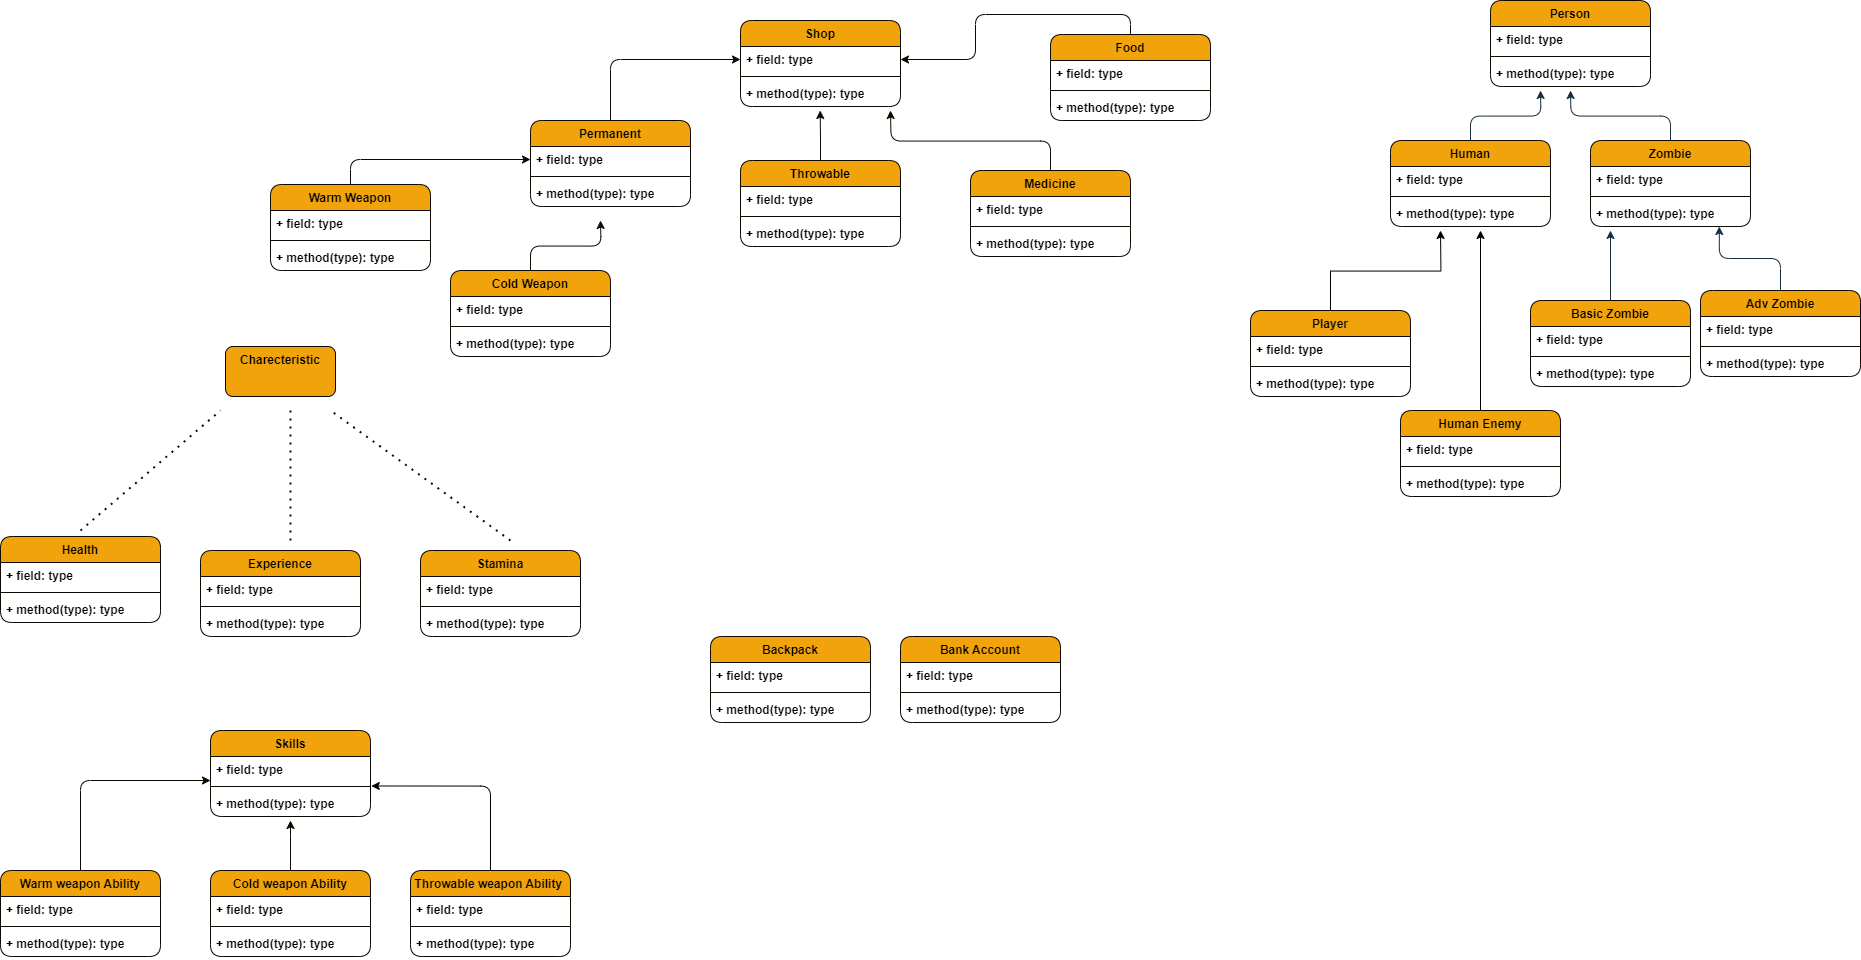 Shop
+ field: type
+ method(type): type
Food
+ field: type
+ method(type): type
Person
+ field: type
+ method(type): type
Permanent
+ field: type
+ method(type): type
Throwable
+ field: type
+ method(type): type
Medicine
+ field: type
+ method(type): type
Human
+ field: type
+ method(type): type
Zombie
+ field: type
+ method(type): type
Warm Weapon
+ field: type
+ method(type): type
Cold Weapon
+ field: type
+ method(type): type
Player
+ field: type
+ method(type): type
Basic Zombie
+ field: type
+ method(type): type
Adv Zombie
+ field: type
+ method(type): type
Human Enemy
+ field: type
+ method(type): type
Charecteristic
Health
+ field: type
+ method(type): type
Experience
+ field: type
+ method(type): type
Stamina
+ field: type
+ method(type): type
Backpack
+ field: type
+ method(type): type
Bank Account
+ field: type
+ method(type): type
Skills
+ field: type
+ method(type): type
Warm weapon Ability
+ field: type
+ method(type): type
Cold weapon Ability
+ field: type
+ method(type): type
Throwable weapon Ability
+ field: type
+ method(type): type